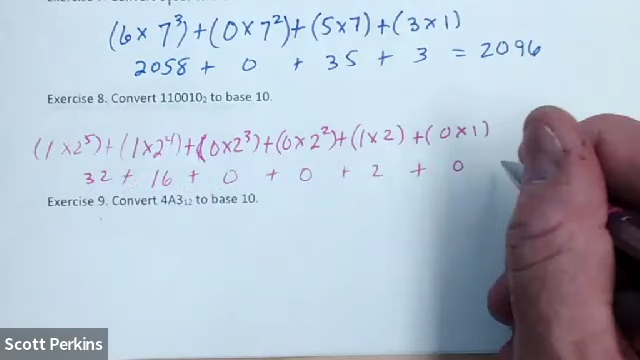 (6 × 7³) + (0 × 7²) + (5 × 7) + (3 × 1)
2058 + 0 + 35 + 3 = 2096
Exercise 8. Convert 110010₂ to base 10.
(1 × 2⁵) + (1 × 2⁴) + (0 × 2³) + (0 × 2²) + (1 × 2) + (0 × 1)
32 + 16 + 0 + 0 + 2 + 0
Exercise 9. Convert 4A3₁₂ to base 10.
Scott Perkins